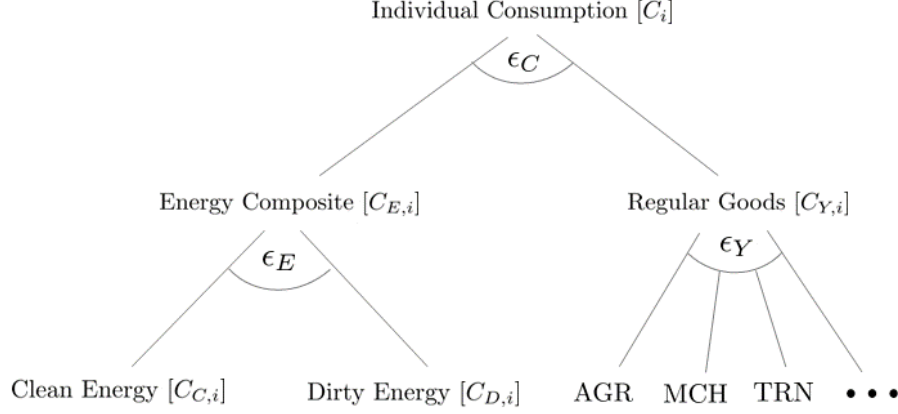 Individual Consumption [C_i]
ϵ_C
Energy Composite [C_{E,i}]
Regular Goods [C_{Y,i}]
ϵ_E
ϵ_Y
Clean Energy [C_{C,i}]
Dirty Energy [C_{D,i}]
AGR
MCH
TRN
•••